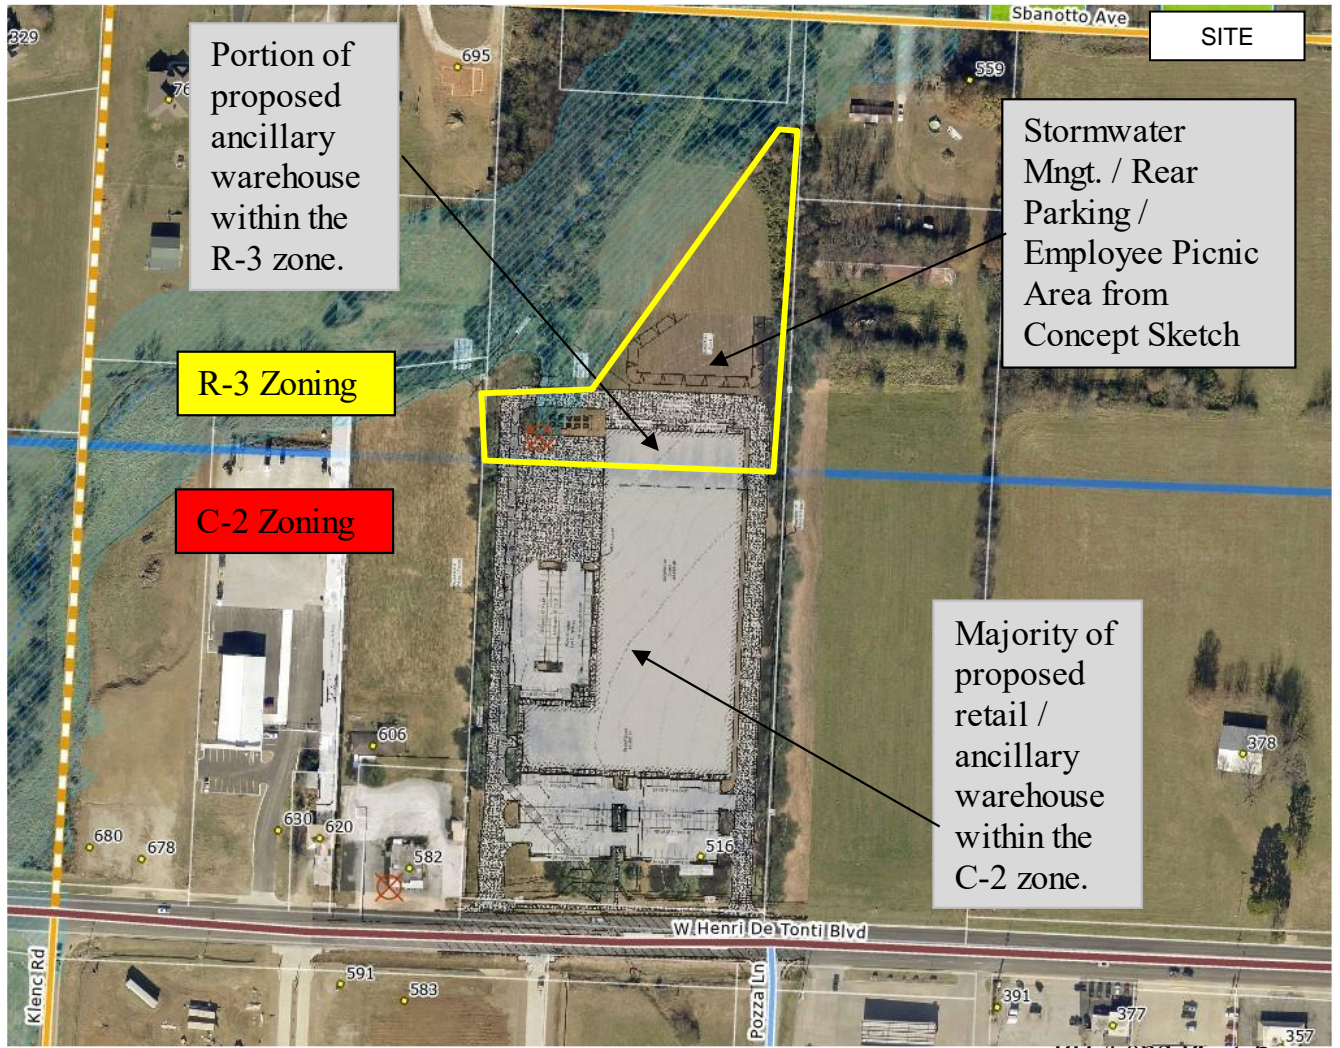 Sbanotto Ave
SITE
329
695
559
Portion of
proposed
ancillary
warehouse
within the
R-3 zone.
Stormwater
Mngt. / Rear
Parking /
Employee Picnic
Area from
Concept Sketch
R-3 Zoning
C-2 Zoning
Majority of
proposed
retail /
ancillary
warehouse
within the
C-2 zone.
606
378
630
620
680
678
582
516
W Henri De Tonti Blvd
Klenc Rd
Pozza Ln
591
583
391
377
357